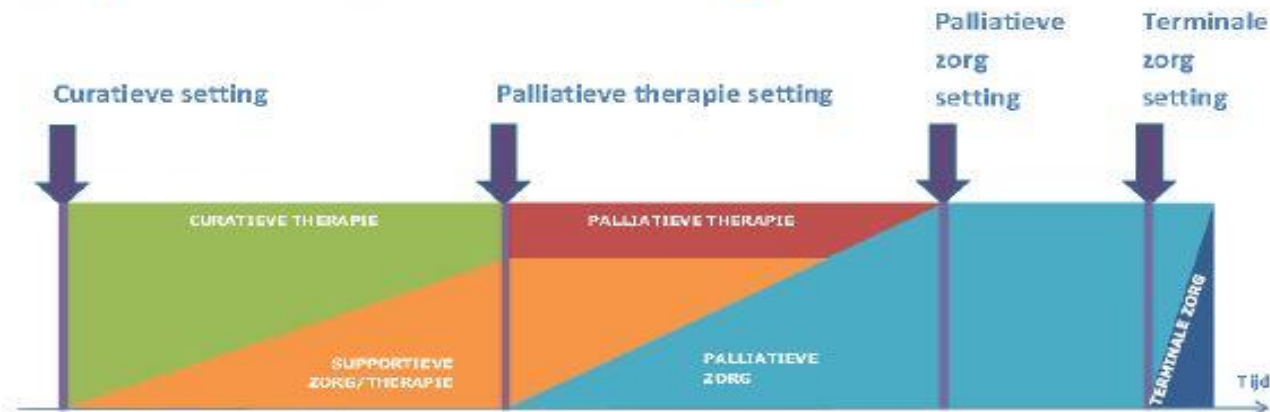 Curatieve setting
Palliatieve therapie setting
Palliatieve
zorg
setting
Terminale
zorg
setting
CURATIEVE THERAPIE
PALLIATIEVE THERAPIE
SUPPORTIEVE
ZORG/THERAPIE
PALLIATIEVE
ZORG
TERMINALE ZORG
Tijd